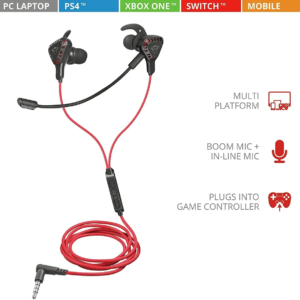 PC LAPTOP PS4™ XBOX ONE™ SWITCH™ MOBILE
MULTI
PLATFORM
BOOM MIC +
IN-LINE MIC
PLUGS INTO
GAME CONTROLLER